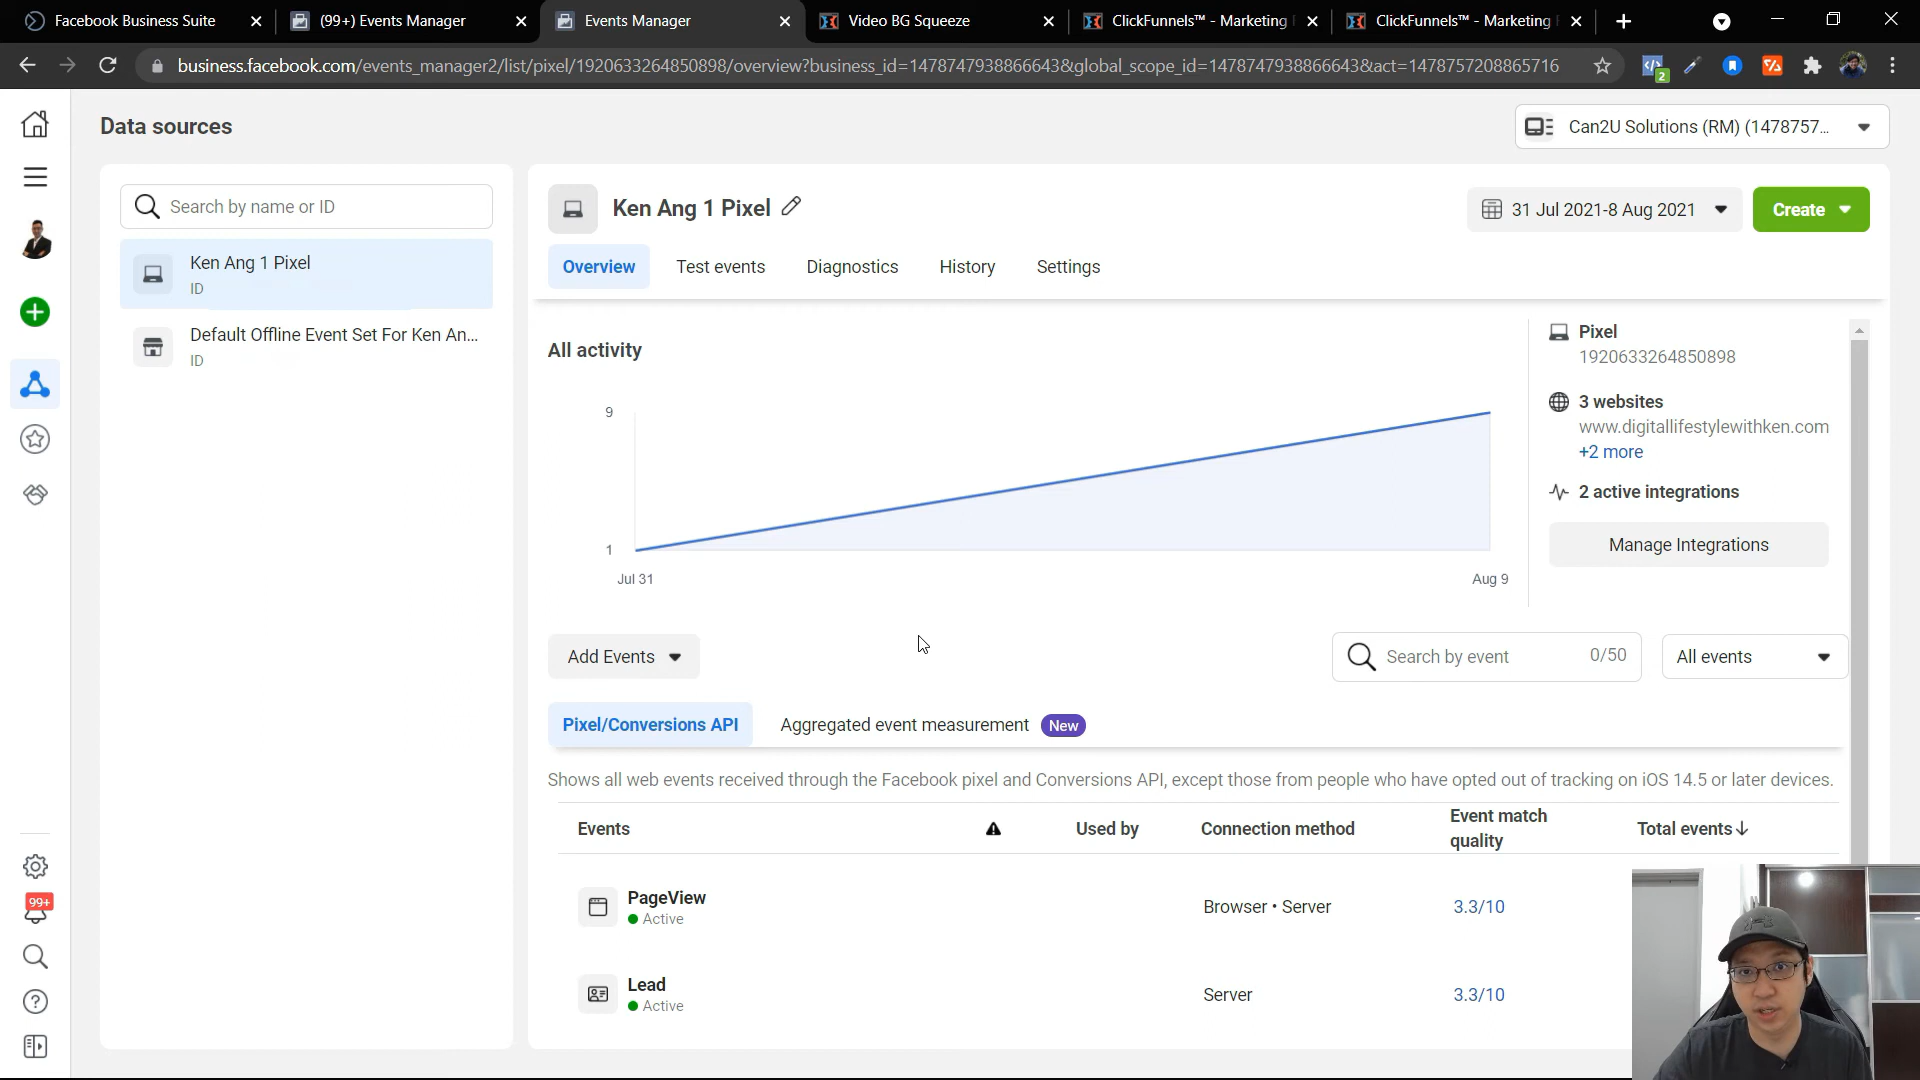 Facebook Business Suite
(99+) Events Manager
Events Manager
Video BG Squeeze
ClickFunnels™ - Marketing
ClickFunnels™ - Marketing
business.facebook.com/events_manager2/list/pixel/1920633264850898/overview?business_id=1478747938866643&global_scope_id=1478747938866643&act=1478757208865716
2
Data sources
Can2U Solutions (RM) (1478757...
Search by name or ID
Ken Ang 1 Pixel
ID
Default Offline Event Set For Ken An...
ID
99+
Ken Ang 1 Pixel
31 Jul 2021-8 Aug 2021
Create
Overview
Test events
Diagnostics
History
Settings
All activity
9
1
Jul 31
Aug 9
Pixel
1920633264850898
3 websites
www.digitallifestylewithken.com
+2 more
2 active integrations
Manage Integrations
Add Events
Search by event
0/50
All events
Pixel/Conversions API
Aggregated event measurement
New
Shows all web events received through the Facebook pixel and Conversions API, except those from people who have opted out of tracking on iOS 14.5 or later devices.
Events
Used by
Connection method
Event match
quality
Total events
PageView
Active
Browser • Server
3.3/10
Lead
Active
Server
3.3/10